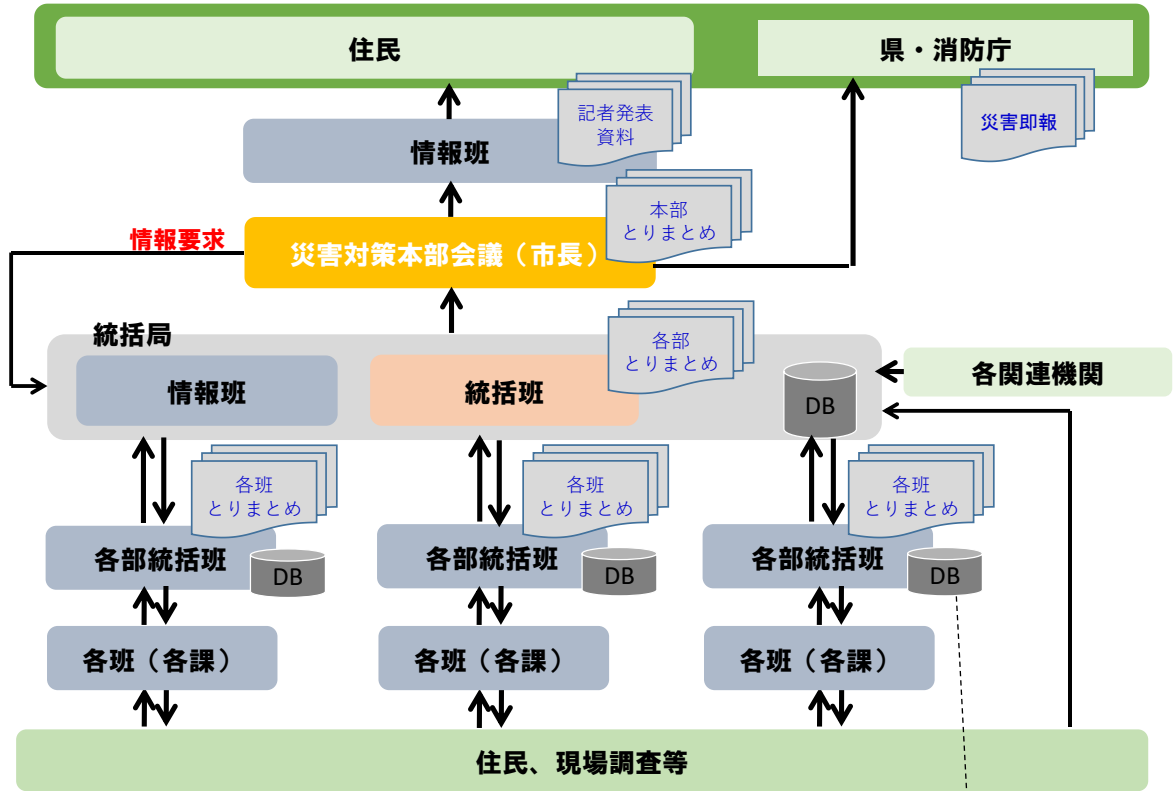 住民
県・消防庁
記者発表
資料
災害即報
情報班
本部
とりまとめ
情報要求
災害対策本部会議（市長）
統括局
各部
とりまとめ
情報班
統括班
DB
各関連機関
各班
とりまとめ
各班
とりまとめ
各班
とりまとめ
各部統括班
DB
各部統括班
DB
各部統括班
DB
各班（各課）
各班（各課）
各班（各課）
住民、現場調査等